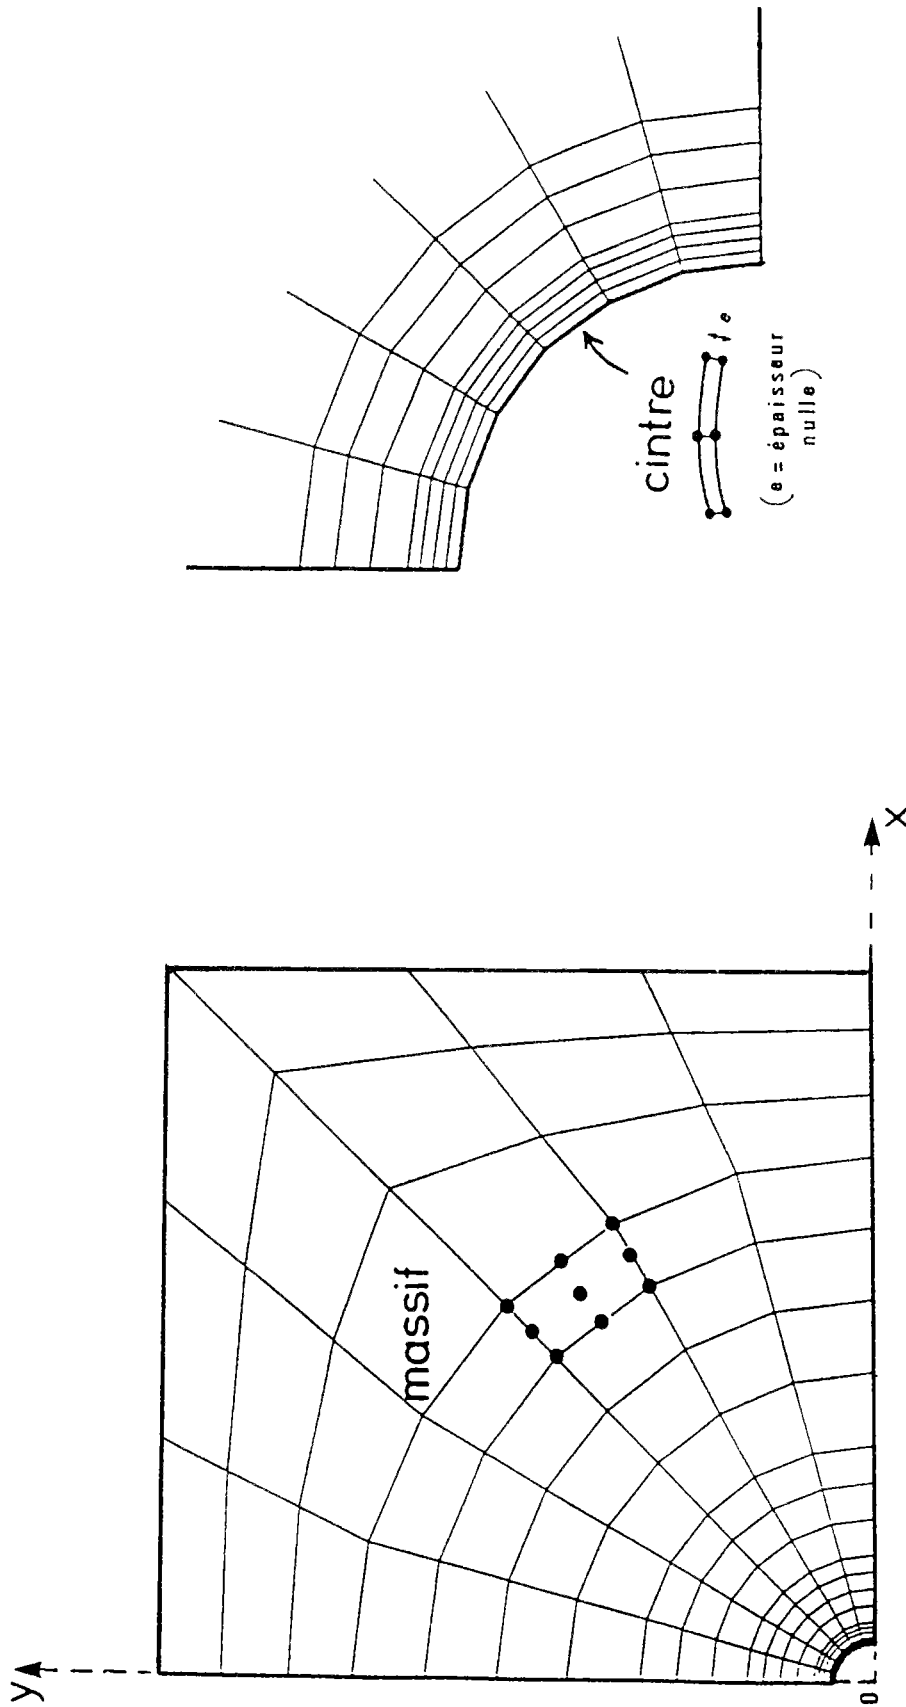 cintre
e
(e = épaisseur
nulle)
y
massif
x
0